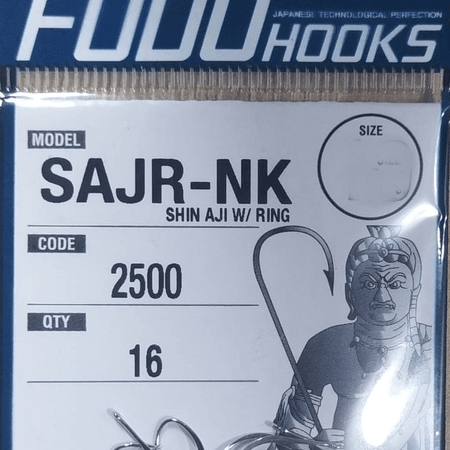 FUDO
JAPANESE TECHNOLOGICAL PERFECTION
HOOKS
MODEL
SIZE
SAJR-NK
SHIN AJI W/ RING
CODE
2500
QTY
16